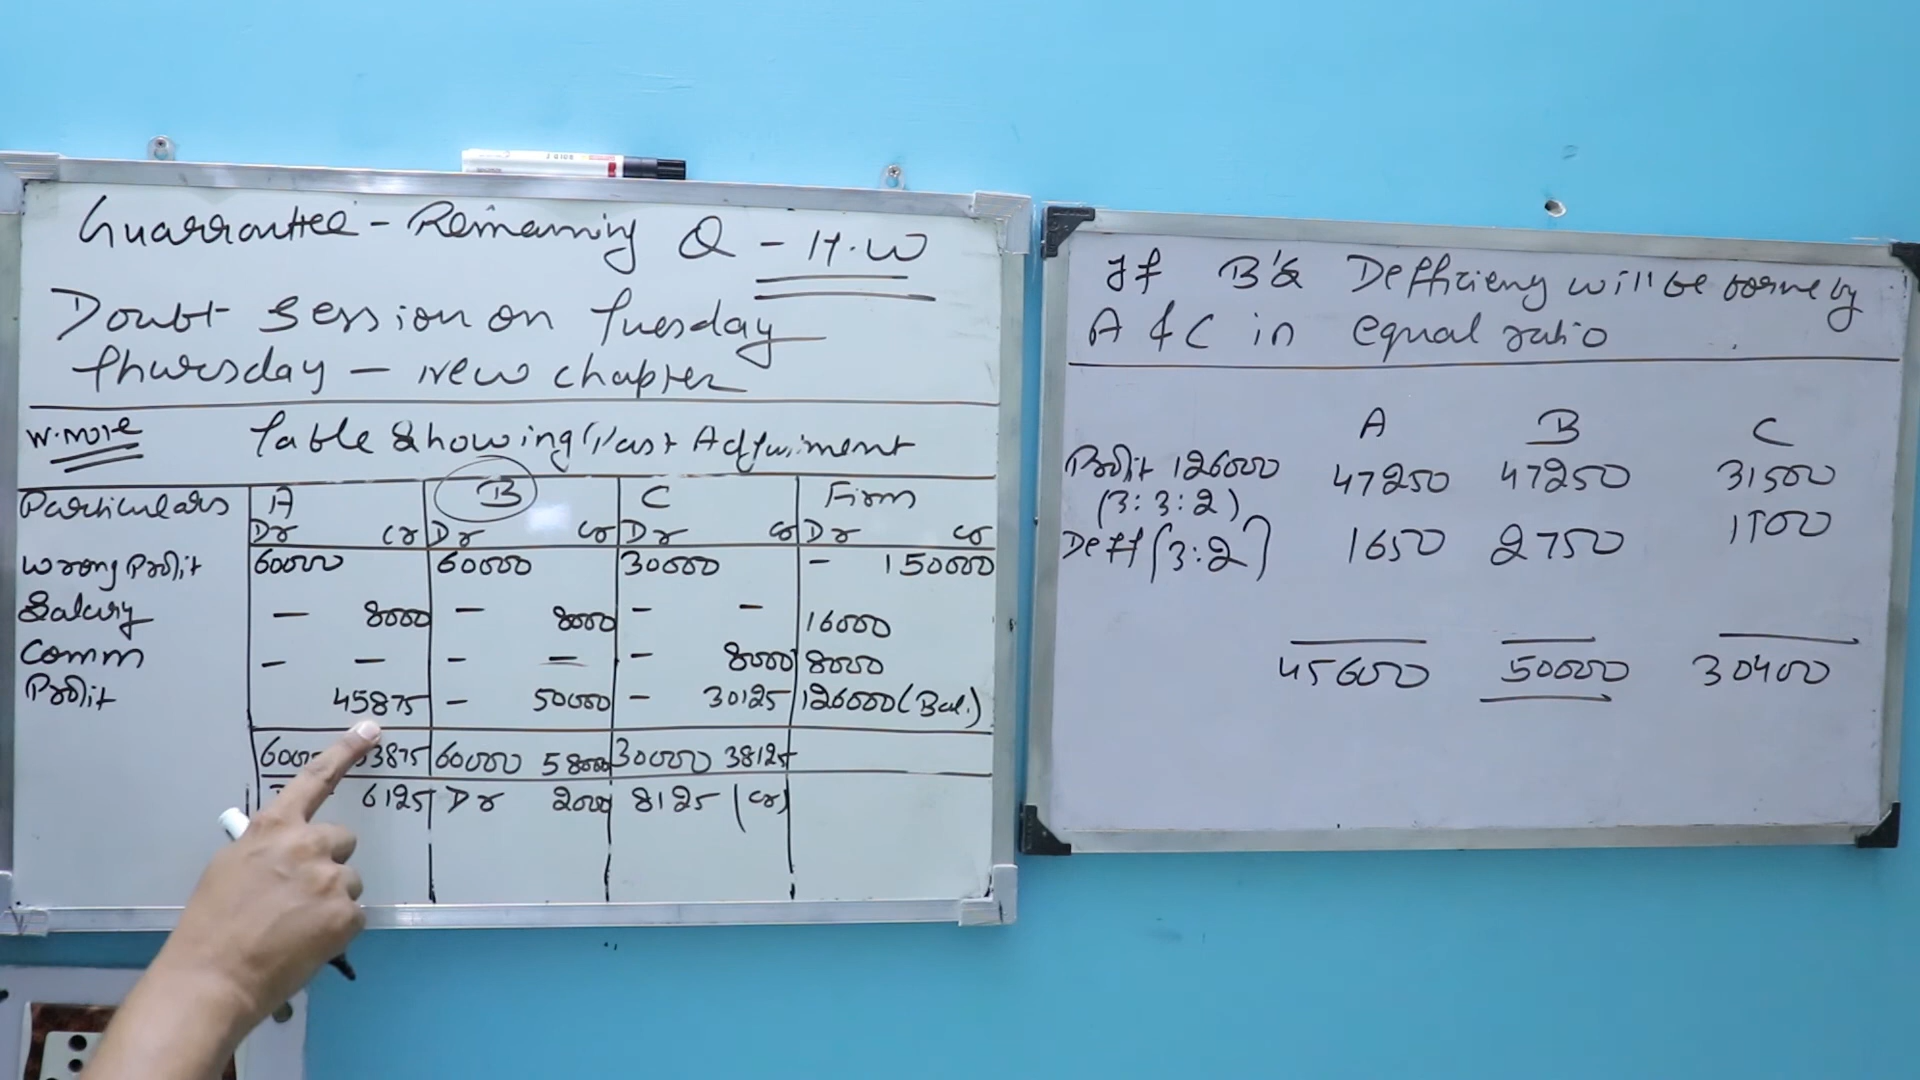 Guarrantee - Remaining Q - H.W
Doubt Session on Tuesday
Thursday - New chapter
W.Note Table Showing Past Adjusment
Particulars A B C Firm
Dr Cr Dr Cr Dr Cr Dr Cr
Wrong Profit 60000 60000 30000 - 150000
Salary - 8000 - 8000 - - 16000
Comm - - - - - 8000 8000
Profit 45875 - 50000 - 30125 126000 (Bal.)
3875 60000 58000 30000 38125
6125 Dr 2000 8125 (Cr)
If B's Defficieny will be borne by
A & C in equal ratio
A B C
Profit 126000 47250 47250 31500
(3:3:2)
Deff (3:2) 1650 2750 1100
45600 50000 30400